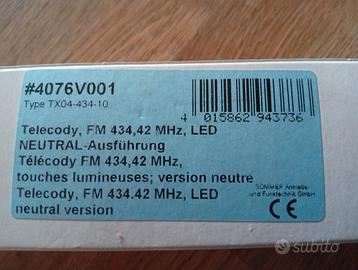 #4076V001
Type TX04-434-10
4 015862 943736
Telecody, FM 434,42 MHz, LED
NEUTRAL-Ausführung
Télécody, FM 434,42 MHz,
touches lumineuses; version neutre
Telecody, FM 434.42 MHz, LED
neutral version
SOMMER Antriebs-
und Funktechnik GmbH
CE
subito